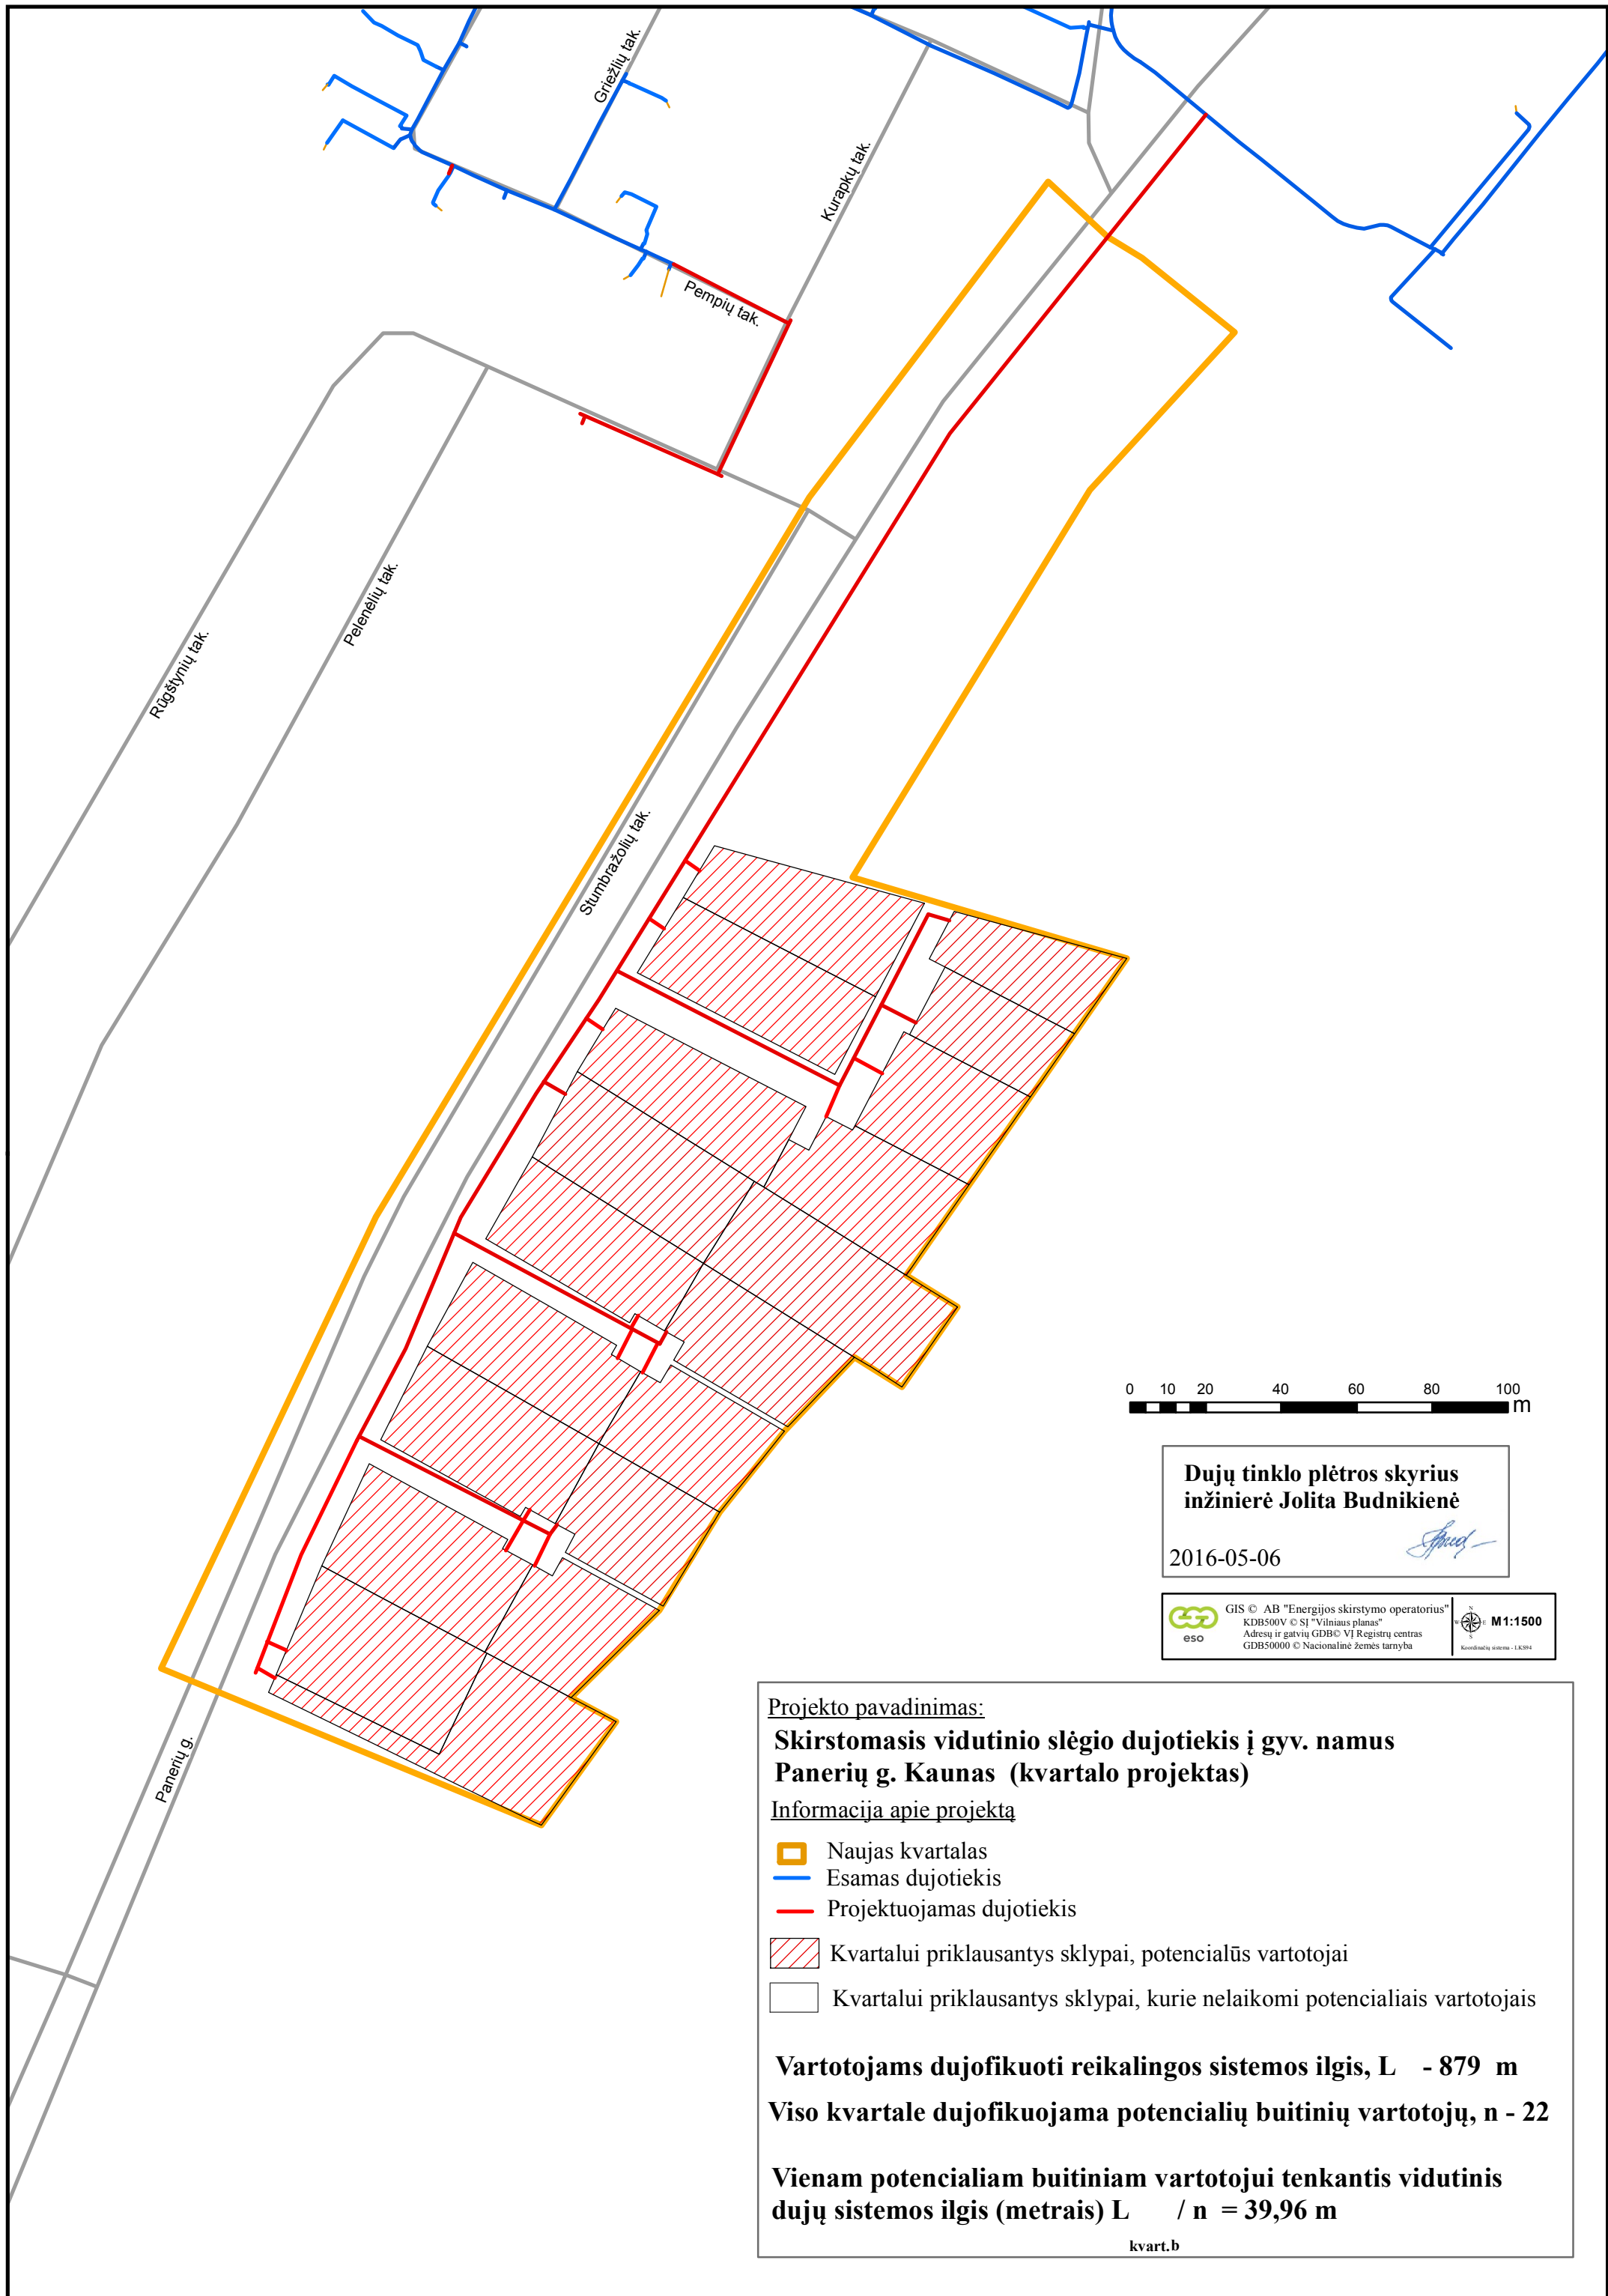 Griežlių tak.
Kurapkų tak.
Pempių tak.
Rūgštynių tak.
Pelenėlių tak.
Stumbražolių tak.
Panerių g.
0 10 20 40 60 80 100
m
Dujų tinklo plėtros skyrius
inžinierė Jolita Budnikienė
2016-05-06
eso
GIS © AB "Energijos skirstymo operatorius"
KDB500V © SĮ "Vilniaus planas"
Adresų ir gatvių GDB© VĮ Registrų centras
GDB50000 © Nacionalinė žemės tarnyba
N
W E
S
M 1:1500
Koordinačių sistema - LKS94
Projekto pavadinimas:
Skirstomasis vidutinio slėgio dujotiekis į gyv. namus
Panerių g. Kaunas (kvartalo projektas)
Informacija apie projektą
Naujas kvartalas
Esamas dujotiekis
Projektuojamas dujotiekis
Kvartalui priklausantys sklypai, potencialūs vartotojai
Kvartalui priklausantys sklypai, kurie nelaikomi potencialiais vartotojais
Vartotojams dujofikuoti reikalingos sistemos ilgis, L - 879 m
Viso kvartale dujofikuojama potencialių buitinių vartotojų, n - 22
Vienam potencialiam buitiniam vartotojui tenkantis vidutinis
dujų sistemos ilgis (metrais) L / n = 39,96 m
kvart.b